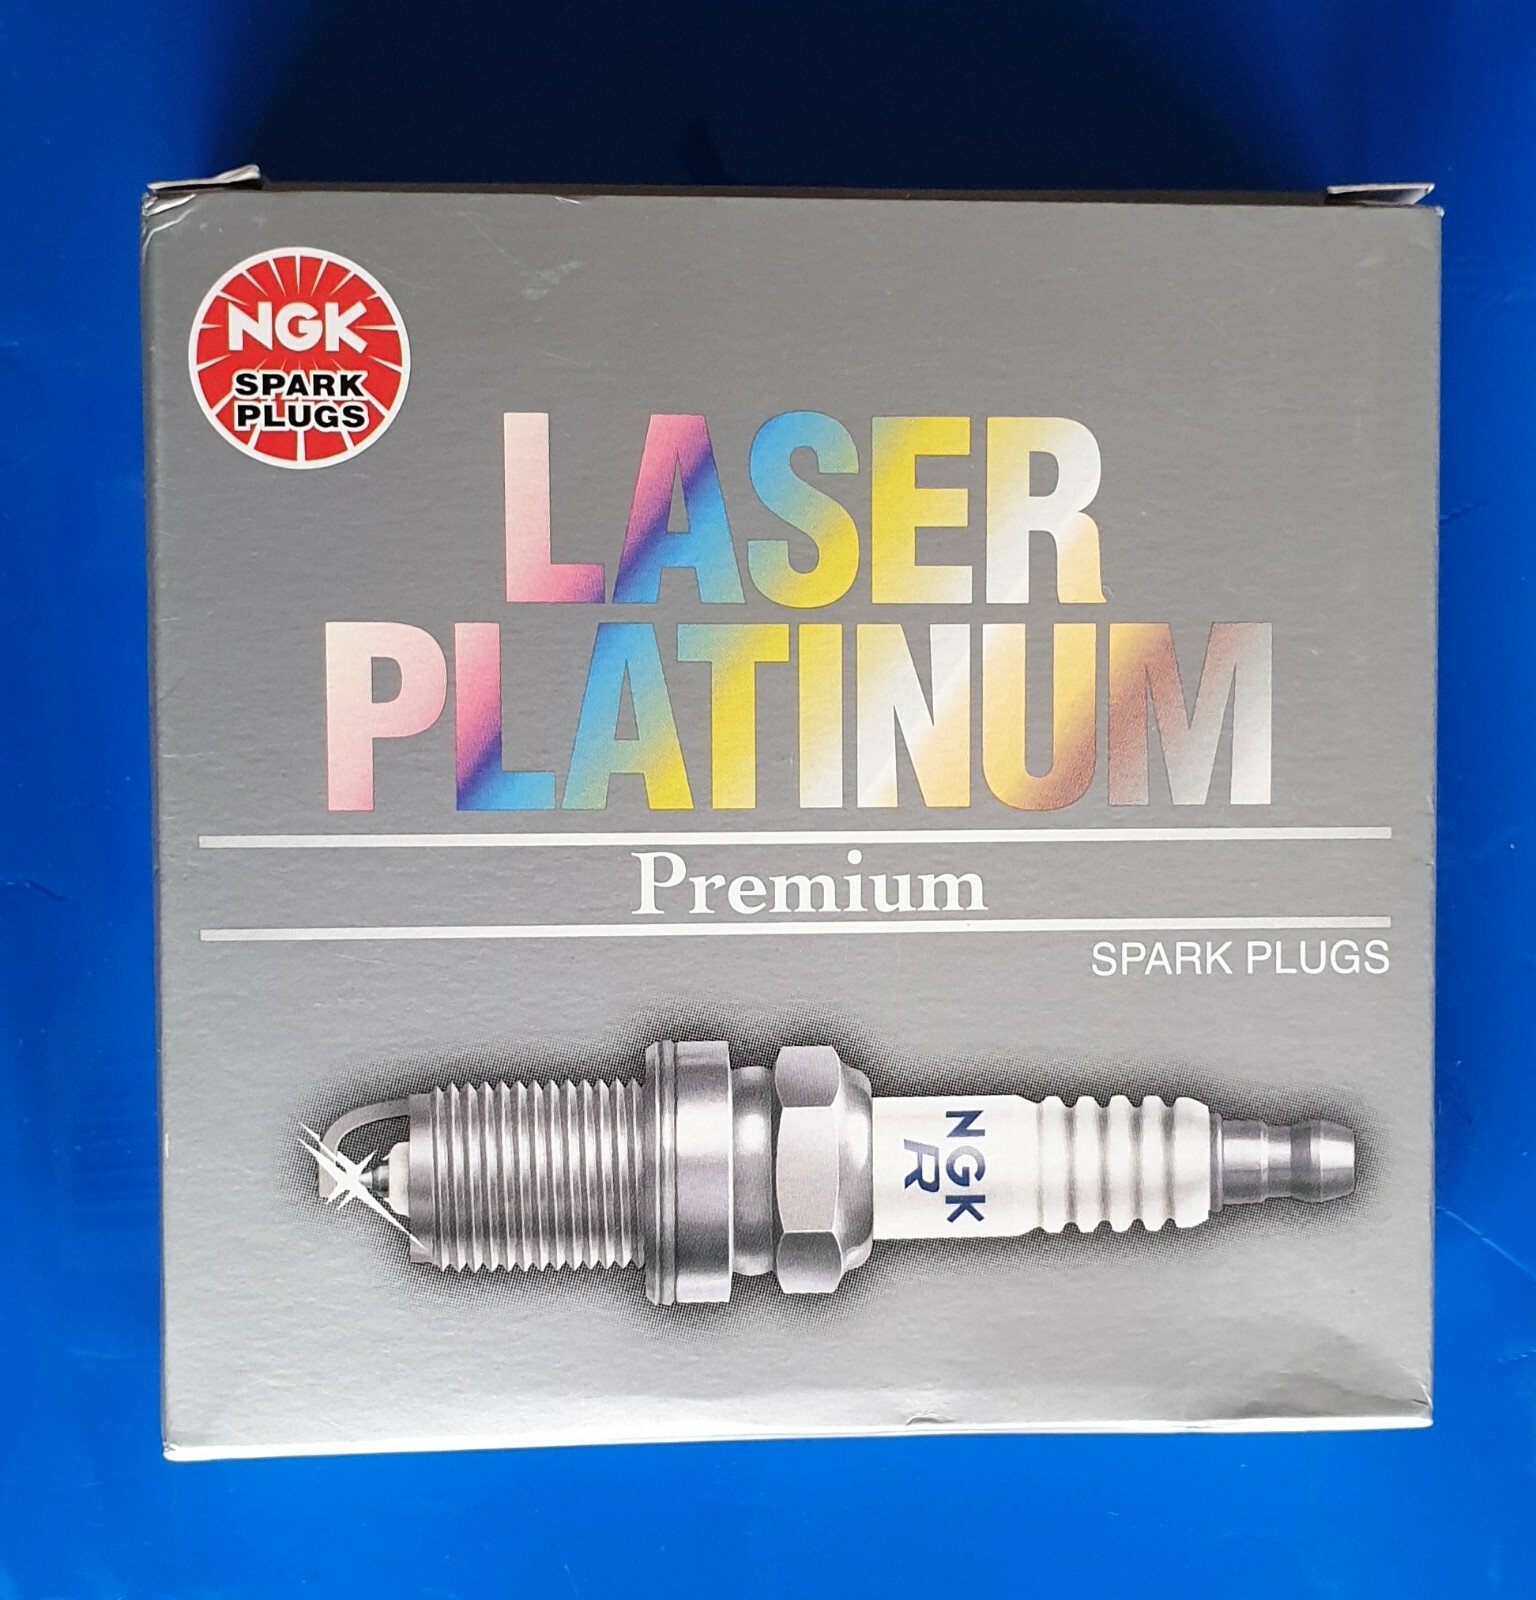 NGK
SPARK
PLUGS
LASER
PLATINUM
Premium
SPARK PLUGS
NGK
R